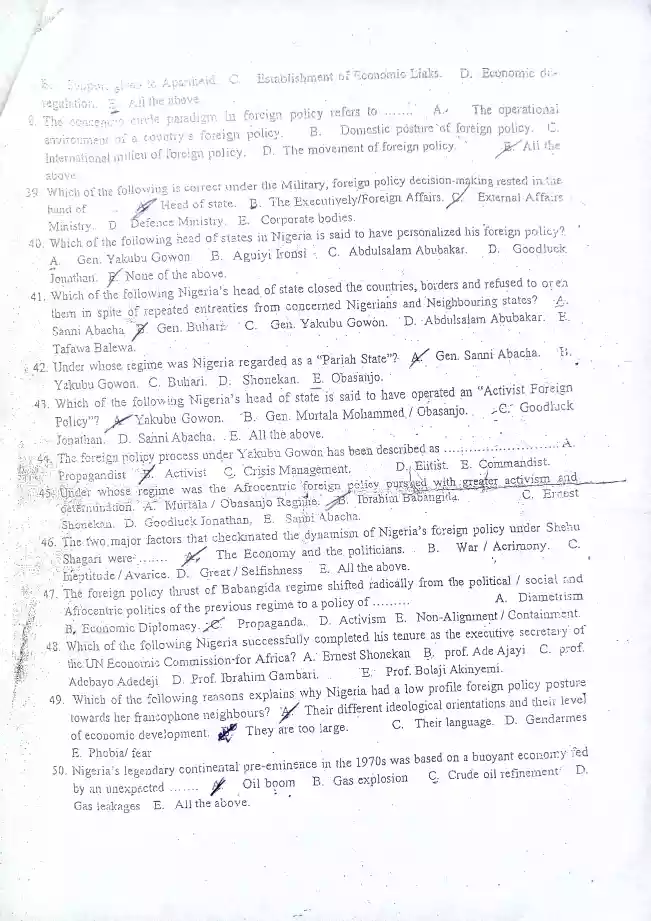 B. Support given to Apartheid. C. Establishment of Economic Links. D. Economic de-
regulation. E. All the above.
8. The concentric circle paradigm in foreign policy refers to ....... A. The operational
environment of a country's foreign policy. B. Domestic posture of foreign policy. C.
International milieu of foreign policy. D. The movement of foreign policy. E. All the
above
39 Which of the following is correct under the Military, foreign policy decision-making rested in the
hand of A. Head of state. B. The Executively/Foreign Affairs. C. External Affairs
Ministry. D Defence Ministry. E. Corporate bodies.
40. Which of the following head of states in Nigeria is said to have personalized his foreign policy?
A. Gen. Yakubu Gowon B. Aguiyi Ironsi C. Abdulsalam Abubakar. D. Goodluck
Jonathan. E. None of the above.
41. Which of the following Nigeria's head of state closed the countries, borders and refused to open
them in spite of repeated entreaties from concerned Nigerians and Neighbouring states? A.
Sanni Abacha B. Gen. Buhari C. Gen. Yakubu Gowon. D. Abdulsalam Abubakar. E.
Tafawa Balewa.
42. Under whose regime was Nigeria regarded as a "Pariah State"? A. Gen. Sanni Abacha. B.
Yakubu Gowon. C. Buhari. D. Shonekan. E. Obasanjo.
43. Which of the following Nigeria's head of state is said to have operated an "Activist Foreign
Policy"? A. Yakubu Gowon. B. Gen. Murtala Mohammed / Obasanjo. C. Goodluck
Jonathan. D. Sanni Abacha. E. All the above.
44. The foreign policy process under Yakubu Gowon has been described as ........................ A.
Propagandist B. Activist C. Crisis Management. D. Elitist. E. Commandist.
45. Under whose regime was the Afrocentric foreign policy pursued with greater activism and
determination. A. Murtala / Obasanjo Regime. B. Ibrahim Babangida. C. Ernest
Shonekan. D. Goodluck Jonathan, E. Sanni Abacha.
46. The two major factors that checkmated the dynamism of Nigeria's foreign policy under Shehu
Shagari were ....... A. The Economy and the politicians. B. War / Acrimony. C.
Ineptitude / Avarice. D. Great / Selfishness E. All the above.
47. The foreign policy thrust of Babangida regime shifted radically from the political / social and
Afrocentric politics of the previous regime to a policy of ......... A. Diametrism
B. Economic Diplomacy. C. Propaganda. D. Activism E. Non-Alignment / Containment.
48. Which of the following Nigeria successfully completed his tenure as the executive secretary of
the UN Economic Commission for Africa? A. Ernest Shonekan B. prof. Ade Ajayi C. prof.
Adebayo Adedeji D. Prof. Ibrahim Gambari. E. Prof. Bolaji Akinyemi.
49. Which of the following reasons explains why Nigeria had a low profile foreign policy posture
towards her francophone neighbours? A. Their different ideological orientations and their level
of economic development. B. They are too large. C. Their language. D. Gendarmes
E. Phobia/ fear
50. Nigeria's legendary continental pre-eminence in the 1970s was based on a buoyant economy fed
by an unexpected ....... A. Oil boom B. Gas explosion C. Crude oil refinement D.
Gas leakages E. All the above.